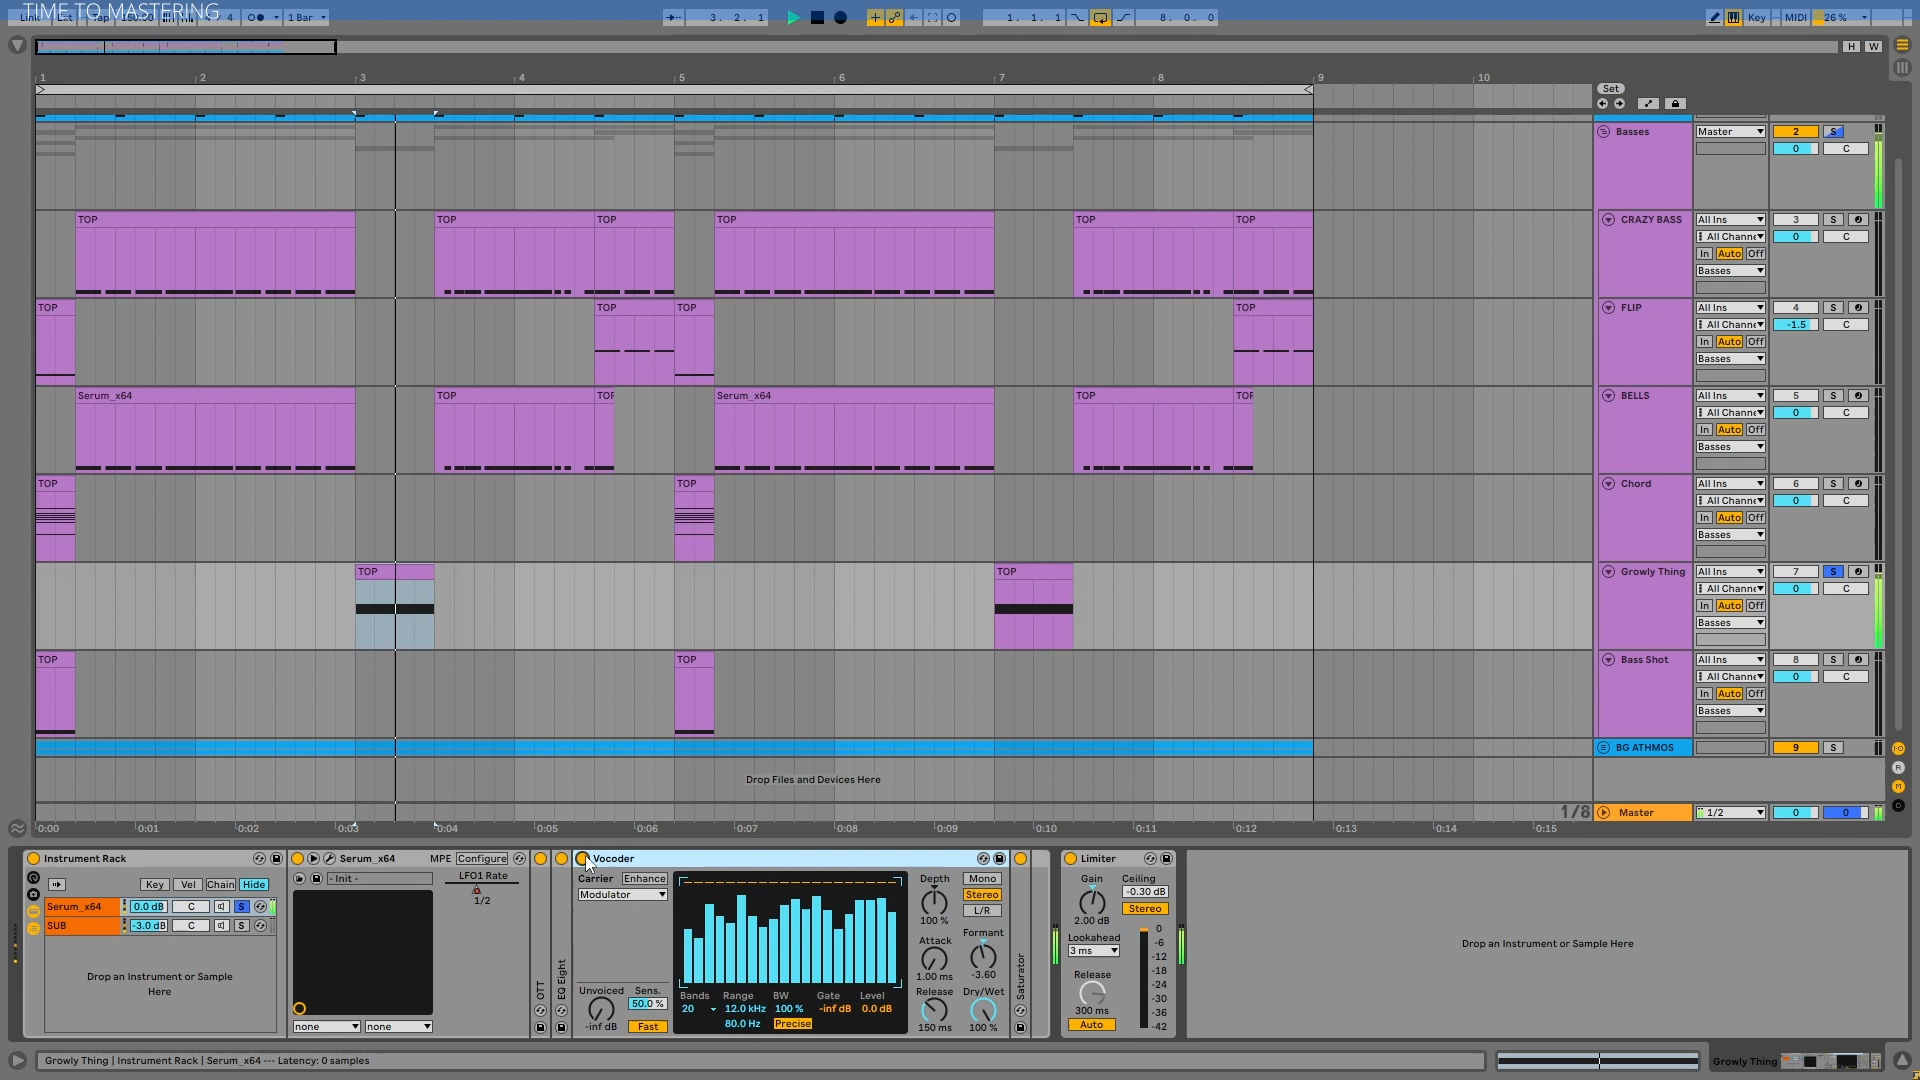 TIME TO MASTERING
Link
Tap
150.00
4
1 Bar
3. 2. 1
1. 1. 1
8. 0. 0
Key
MIDI
26 %
H
W
1
2
3
4
5
6
7
8
9
10
Set
Basses
Master
2
S
0
C
TOP
TOP
TOP
TOP
TOP
TOP
CRAZY BASS
All Ins
3
S
All Channe
0
C
In
Auto
Off
Basses
TOP
TOP
TOP
TOP
FLIP
All Ins
4
S
All Channe
-1.5
C
In
Auto
Off
Basses
Serum_x64
TOP
TOP
Serum_x64
TOP
TOP
BELLS
All Ins
5
S
All Channe
0
C
In
Auto
Off
Basses
TOP
TOP
Chord
All Ins
6
S
All Channe
0
C
In
Auto
Off
Basses
TOP
TOP
Growly Thing
All Ins
7
S
All Channe
0
C
In
Auto
Off
Basses
TOP
TOP
Bass Shot
All Ins
8
S
All Channe
0
C
In
Auto
Off
Basses
BG ATHMOS
9
S
Drop Files and Devices Here
1/8
Master
1/2
0
0
0:00
0:01
0:02
0:03
0:04
0:05
0:06
0:07
0:08
0:09
0:10
0:11
0:12
0:13
0:14
0:15
I·O
R
M
D
Instrument Rack
Key
Vel
Chain
Hide
Serum_x64
0.0 dB
C
S
SUB
-3.0 dB
C
S
Drop an Instrument or Sample
Here
Serum_x64
MPE
Configure
- Init -
LFO1 Rate
1/2
none
none
OTT
EQ Eight
Vocoder
Carrier
Enhance
Modulator
Unvoiced
-inf dB
Sens.
50.0 %
Fast
Bands
Range
BW
Gate
Level
20
12.0 kHz
100 %
-inf dB
0.0 dB
80.0 Hz
Precise
Depth
100 %
Mono
Stereo
L/R
Attack
1.00 ms
Formant
-3.60
Release
150 ms
Dry/Wet
100 %
Saturator
Limiter
Gain
2.00 dB
Ceiling
-0.30 dB
Stereo
Lookahead
3 ms
Release
300 ms
Auto
0
-6
-12
-18
-24
-30
-36
-42
Drop an Instrument or Sample Here
Growly Thing | Instrument Rack | Serum_x64 --- Latency: 0 samples
Growly Thing